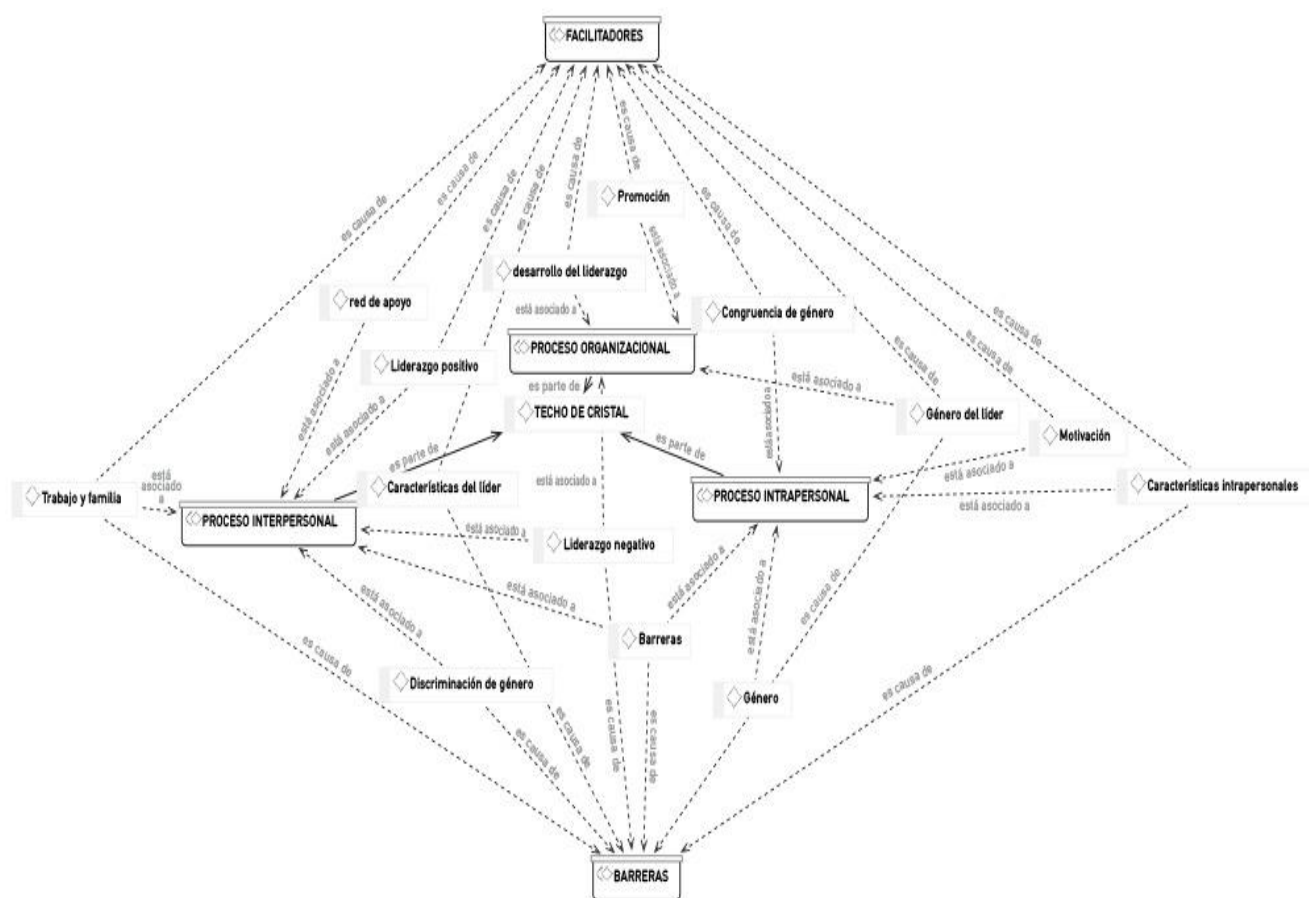 FACILITADORES
es causa de
es causa de
es causa de
es causa de
es causa de
es causa de
es causa de
es causa de
es causa de
es causa de
Promoción
está asociado a
desarrollo del liderazgo
está asociado a
red de apoyo
Congruencia de género
PROCESO ORGANIZACIONAL
Liderazgo positivo
está asociado a
está asociado a
es parte de
está asociado a
está asociado a
TECHO DE CRISTAL
Género del líder
Motivación
es parte de
es parte de
está asociado a
está asociado
a
Trabajo y familia
Características del líder
está asociado a
PROCESO INTRAPERSONAL
está asociado a
Características intrapersonales
PROCESO INTERPERSONAL
está asociado a
Liderazgo negativo
está asociado a
está asociado a
está asociado a
está asociado a
está asociado a
es causa de
Barreras
es causa de
Discriminación de género
Género
es causa de
es causa de
es causa de
es causa de
es causa de
es causa de
BARRERAS